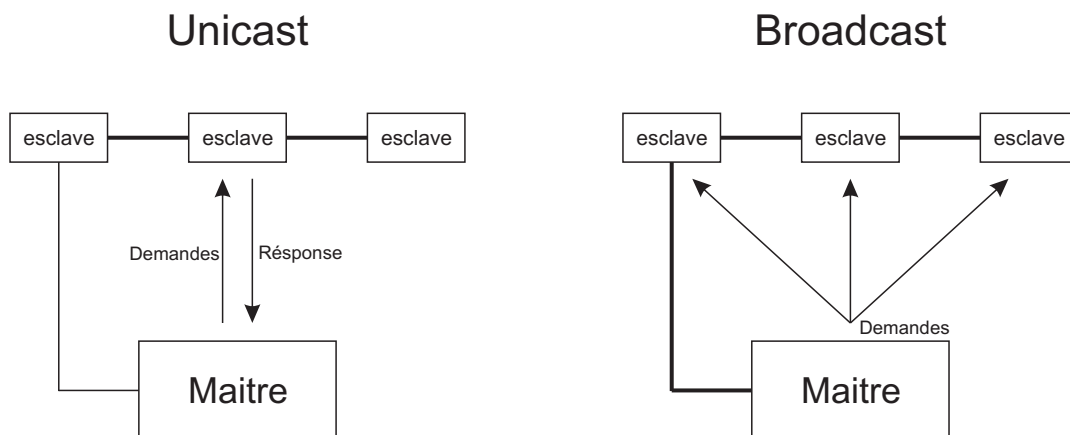 Unicast
Broadcast
esclave
esclave
esclave
esclave
esclave
esclave
Demandes
Résponse
Demandes
Maitre
Maitre